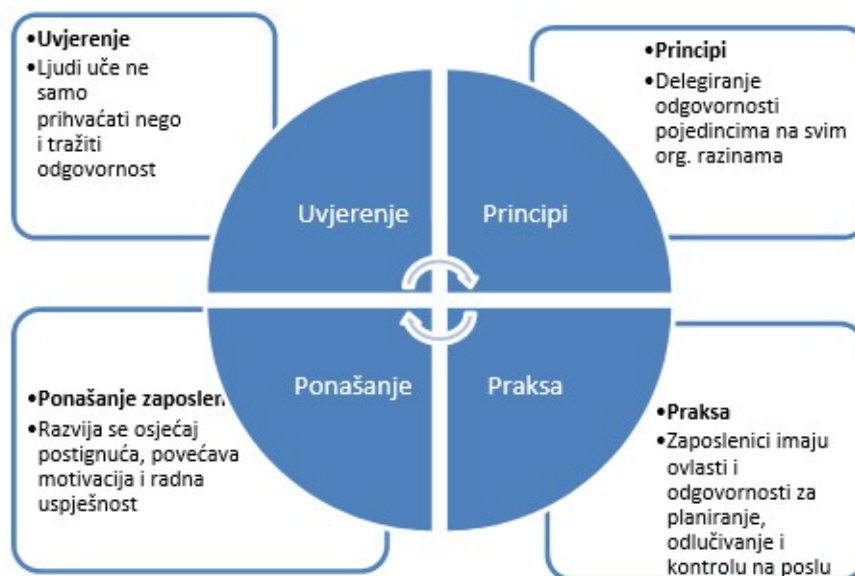 •Uvjerenje
•Ljudi uče ne
samo
prihvaćati nego
i tražiti
odgovornost
•Principi
•Delegiranje
odgovornosti
pojedincima na svim
org. razinama
Uvjerenje
Principi
Ponašanje
Praksa
•Ponašanje
•Razvija se osjećaj
postignuća, povećava
motivacija i radna
uspješnost
•Praksa
•Zaposlenici imaju
ovlasti i
odgovornosti za
planiranje,
odlučivanje i
kontrolu na poslu